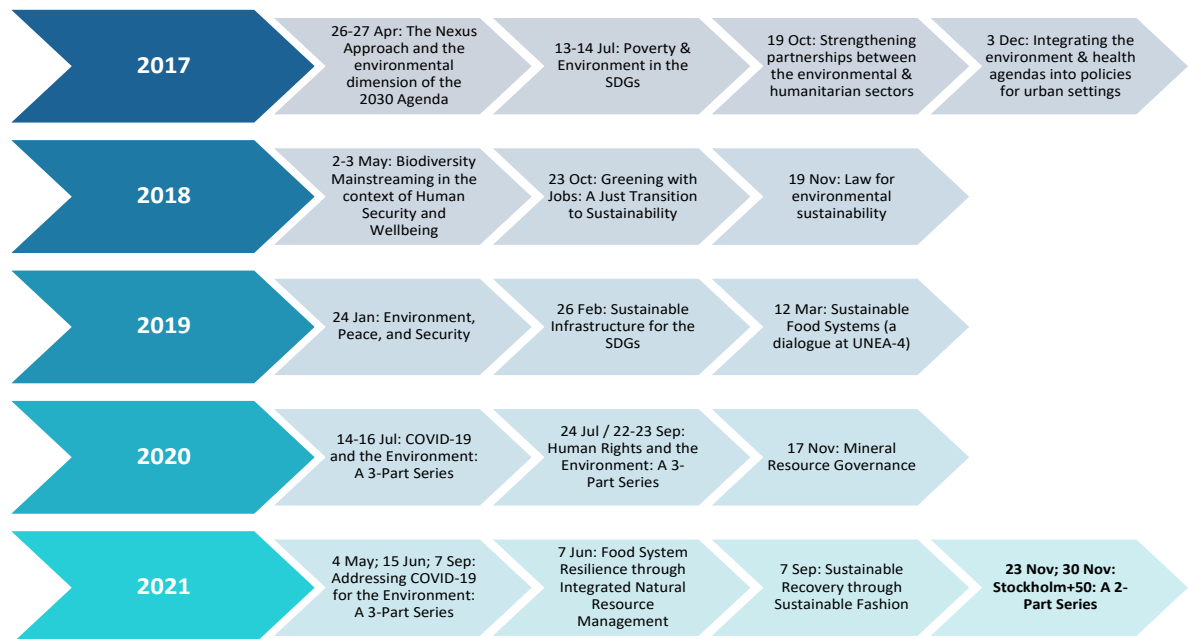 2017
26-27 Apr: The Nexus
Approach and the
environmental
dimension of the
2030 Agenda
13-14 Jul: Poverty &
Environment in the
SDGs
19 Oct: Strengthening
partnerships between
the environmental &
humanitarian sectors
3 Dec: Integrating the
environment & health
agendas into policies
for urban settings
2018
2-3 May: Biodiversity
Mainstreaming in the
context of Human
Security and
Wellbeing
23 Oct: Greening with
Jobs: A Just Transition
to Sustainability
19 Nov: Law for
environmental
sustainability
2019
24 Jan: Environment,
Peace, and Security
26 Feb: Sustainable
Infrastructure for the
SDGs
12 Mar: Sustainable
Food Systems (a
dialogue at UNEA-4)
2020
14-16 Jul: COVID-19
and the Environment:
A 3-Part Series
24 Jul / 22-23 Sep:
Human Rights and the
Environment: A 3-
Part Series
17 Nov: Mineral
Resource Governance
2021
4 May; 15 Jun; 7 Sep:
Addressing COVID-19
for the Environment:
A 3-Part Series
7 Jun: Food System
Resilience through
Integrated Natural
Resource
Management
7 Sep: Sustainable
Recovery through
Sustainable Fashion
23 Nov; 30 Nov:
Stockholm+50: A 2-
Part Series